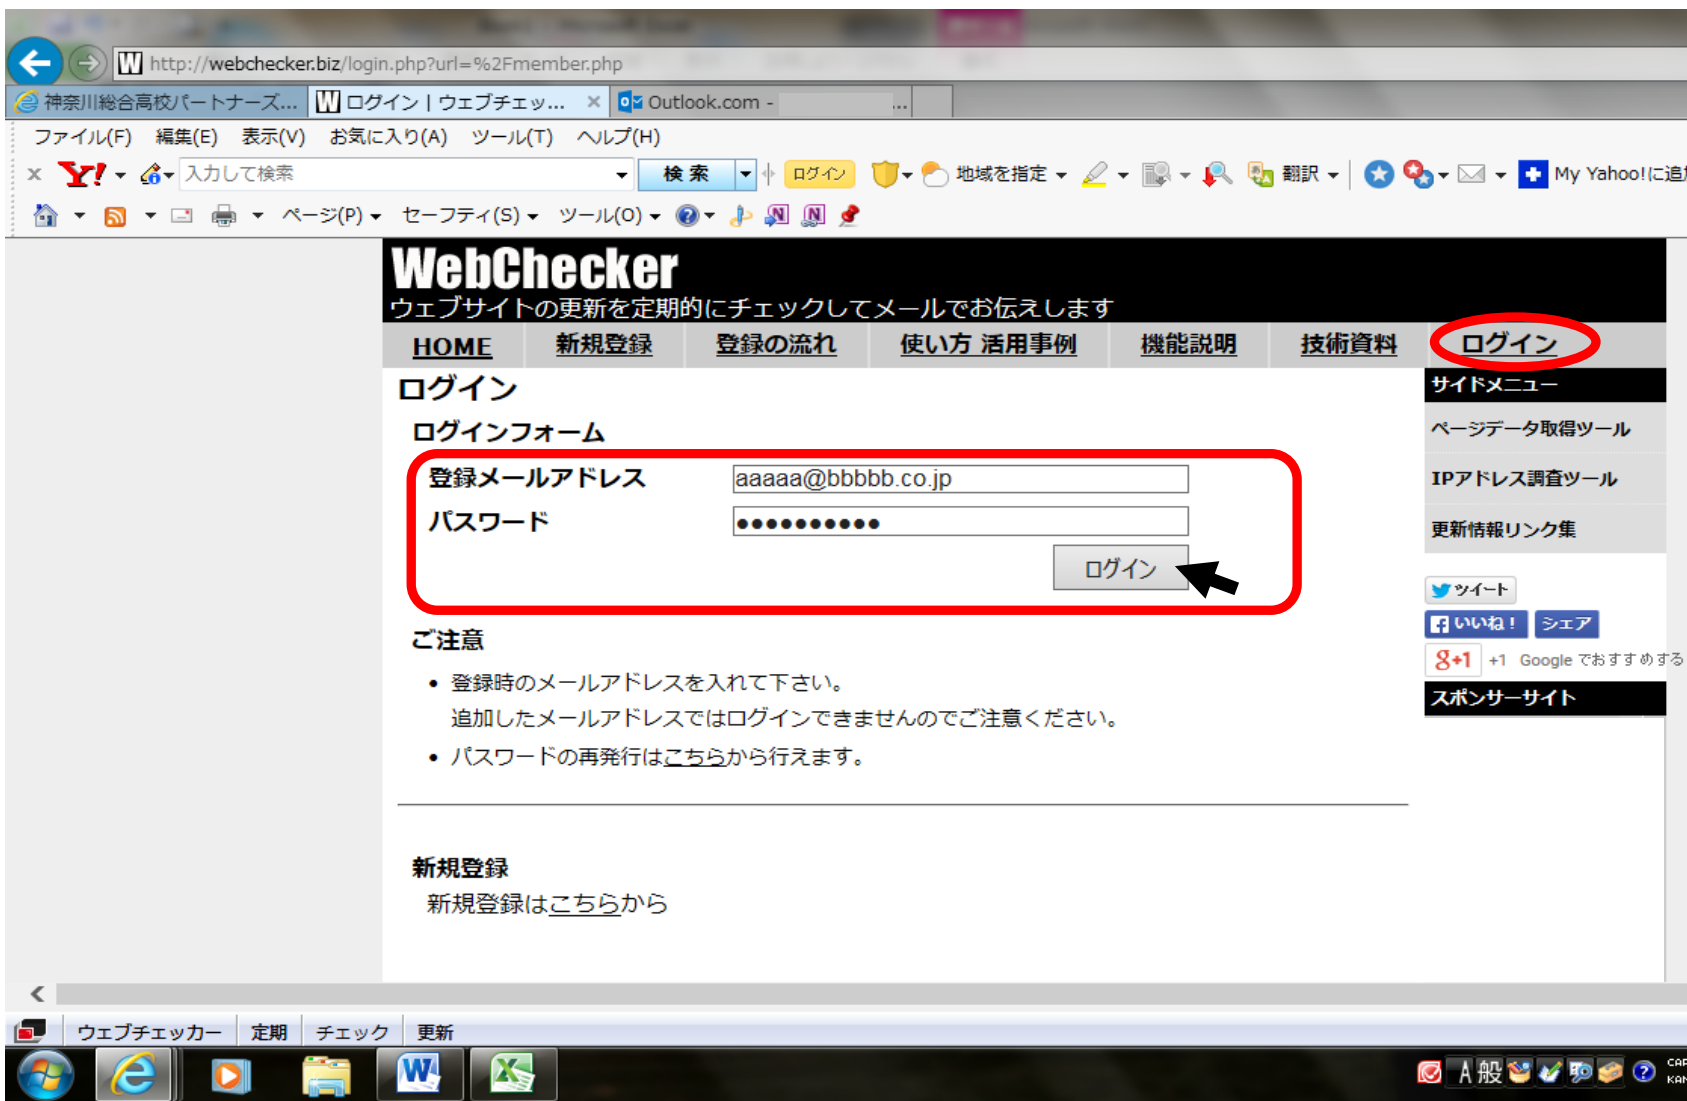 http://webchecker.biz/login.php?url=%2Fmember.php
神奈川総合高校パートナーズ... ログイン | ウェブチェッ... × Outlook.com - ...
ファイル(F) 編集(E) 表示(V) お気に入り(A) ツール(T) ヘルプ(H)
x Y! 入力して検索 検索 ログイン 地域を指定 翻訳 My Yahoo!に追加
ページ(P) セーフティ(S) ツール(O)
WebChecker
ウェブサイトの更新を定期的にチェックしてメールでお伝えします
HOME 新規登録 登録の流れ 使い方 活用事例 機能説明 技術資料 ログイン
ログイン
ログインフォーム
登録メールアドレス aaaaa@bbbbb.co.jp
パスワード ●●●●●●●●●●
ログイン
ご注意
• 登録時のメールアドレスを入れて下さい。
追加したメールアドレスではログインできませんのでご注意ください。
• パスワードの再発行はこちらから行えます。
新規登録
新規登録はこちらから
サイドメニュー
ページデータ取得ツール
IPアドレス調査ツール
更新情報リンク集
ツイート
いいね! シェア
g+1 +1 Google でおすすめする
スポンサーサイト
ウェブチェッカー 定期 チェック 更新
A 般 CAP
KAN